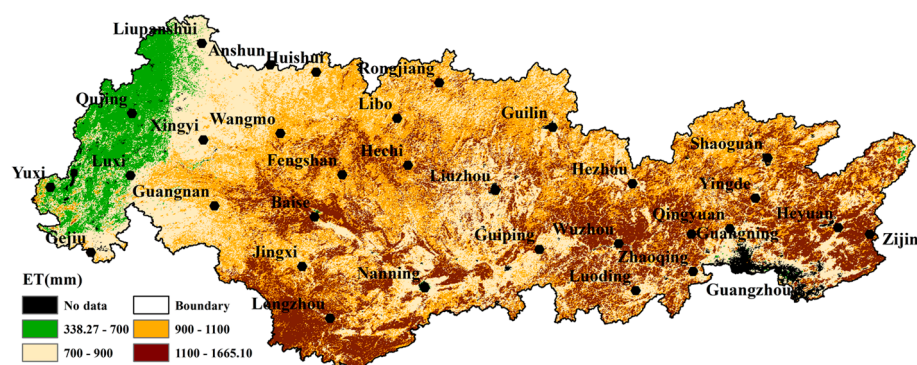 Liupanshui
Anshun
Huishui
Rongjiang
Qujing
Libo
Guilin
Xingyi
Wangmo
Shaoguan
Fengshan
Hechi
Yuxi
Luxi
Liuzhou
Hezhou
Yingde
Guangnan
Baise
Qingyuan
Heyuan
Gejiu
Guiping
Wuzhou
Guangning
Zijin
Jingxi
Nanning
Zhaoqing
Luoding
Guangzhou
Longzhou
ET(mm)
No data
Boundary
338.27 - 700
900 - 1100
700 - 900
1100 - 1665.10